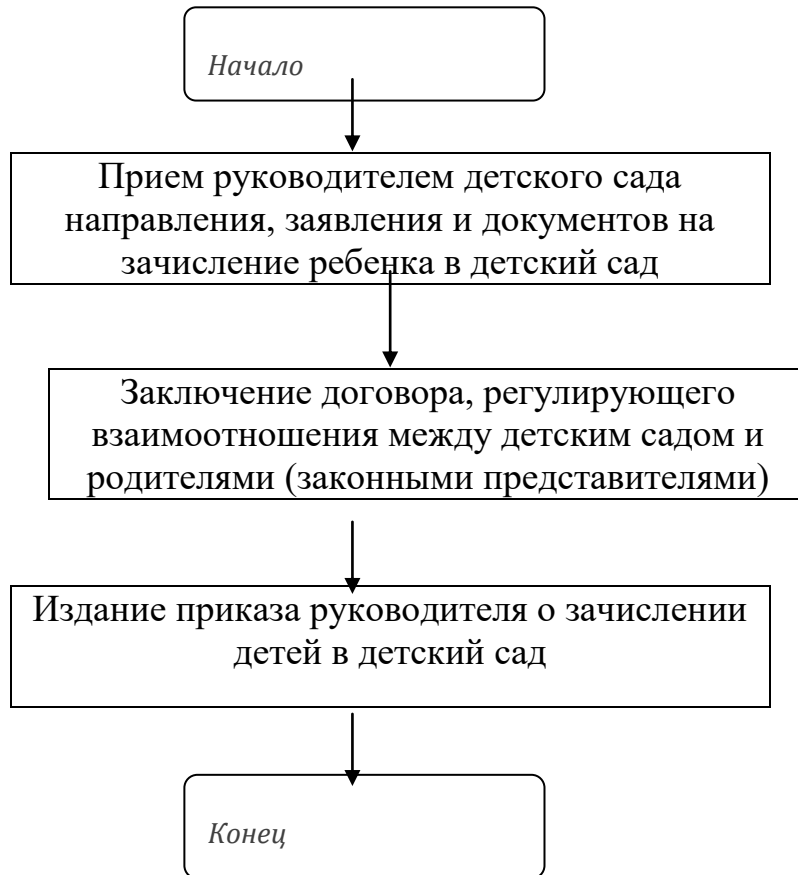 Начало
Прием руководителем детского сада
направления, заявления и документов на
зачисление ребенка в детский сад
Заключение договора, регулирующего
взаимоотношения между детским садом и
родителями (законными представителями)
Издание приказа руководителя о зачислении
детей в детский сад
Конец